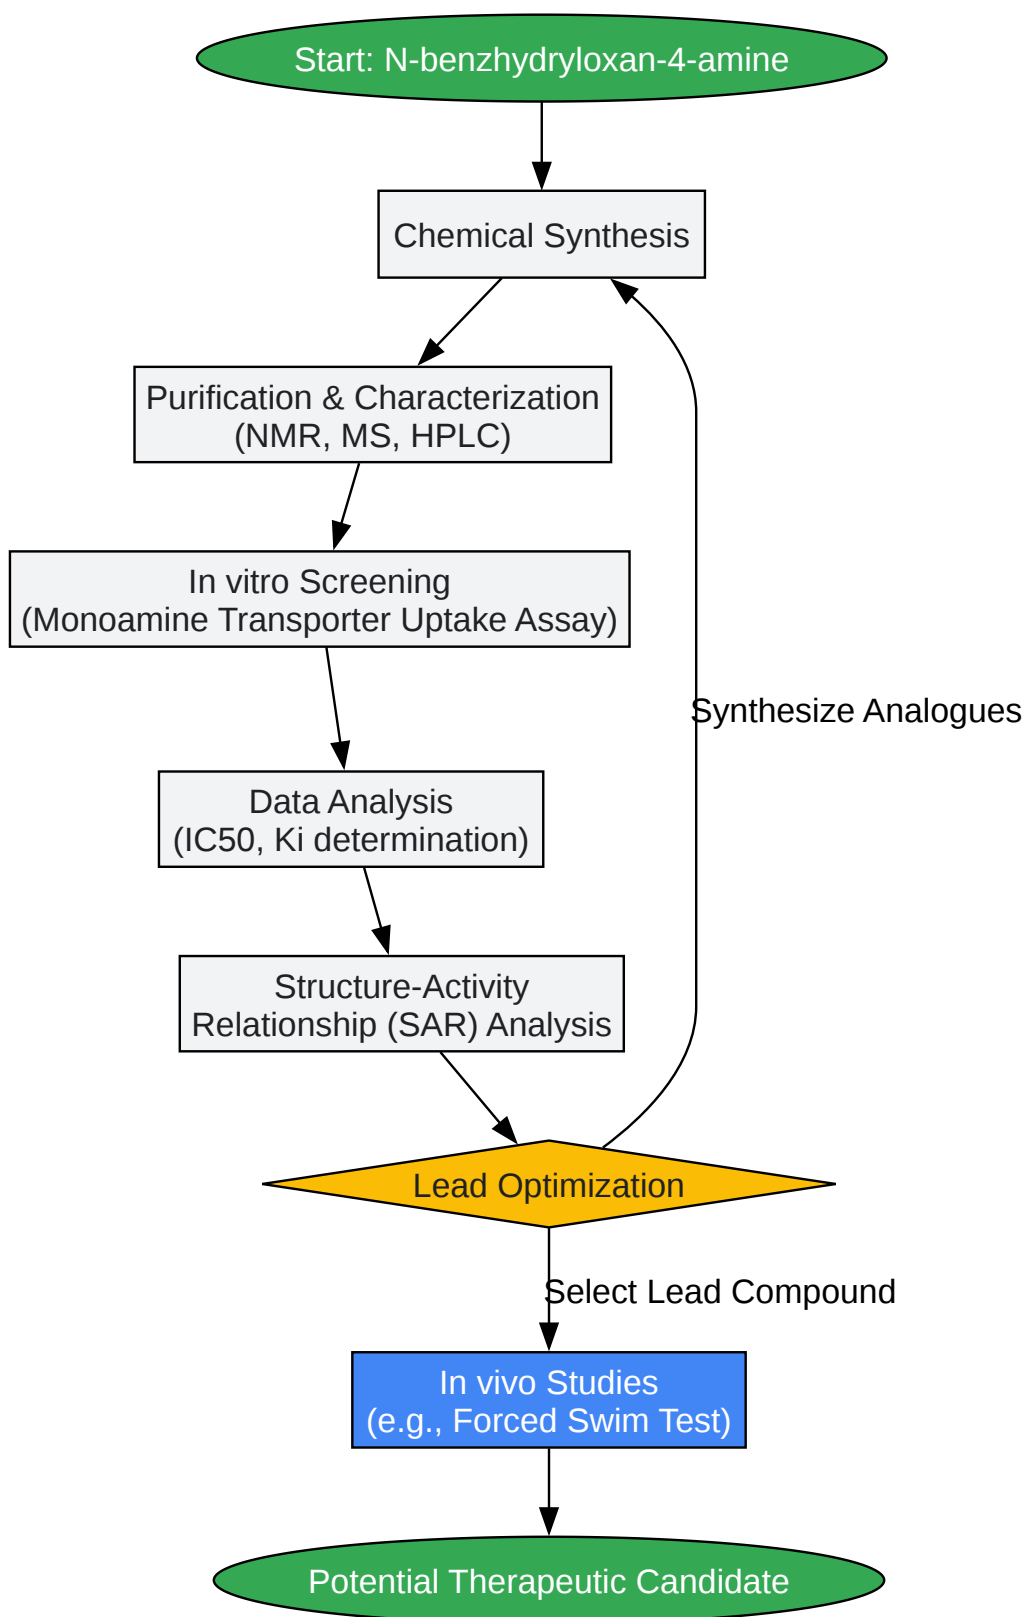 Start: N-benzhydryloxan-4-amine
Chemical Synthesis
Purification & Characterization
(NMR, MS, HPLC)
In vitro Screening
(Monoamine Transporter Uptake Assay)
Synthesize Analogues
Data Analysis
(IC50, Ki determination)
Structure-Activity
Relationship (SAR) Analysis
Lead Optimization
Select Lead Compound
In vivo Studies
(e.g., Forced Swim Test)
Potential Therapeutic Candidate